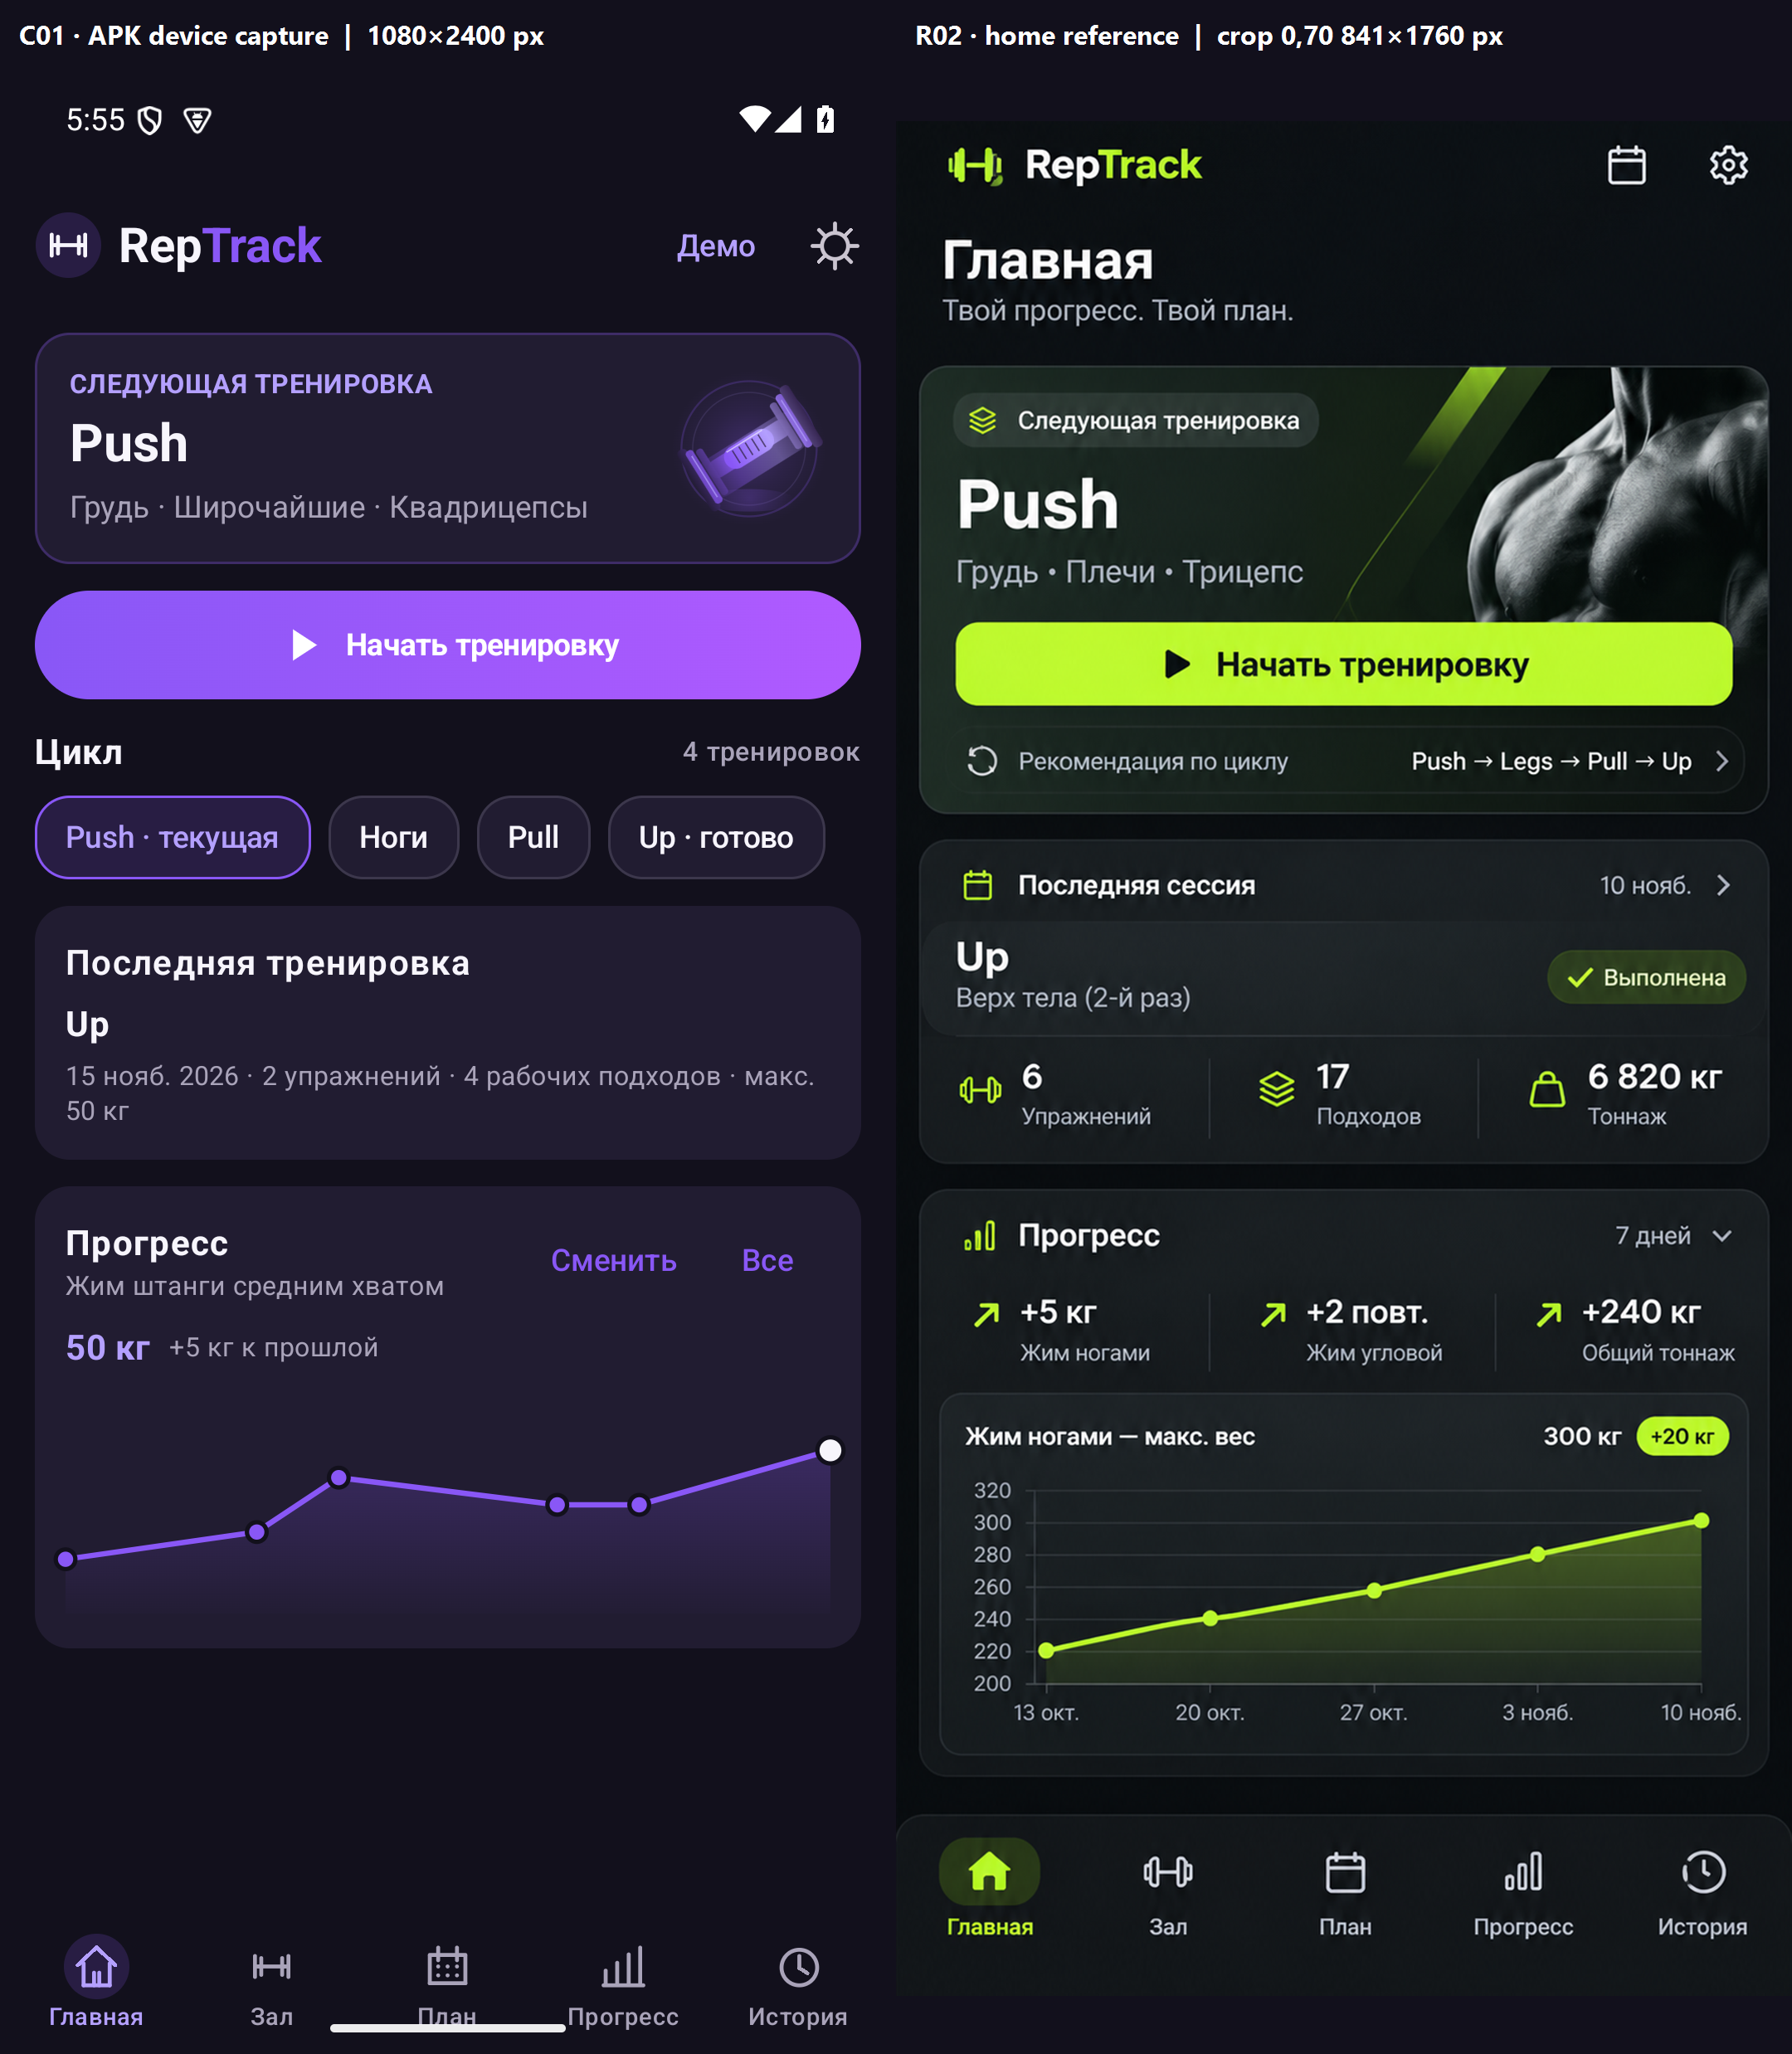 C01 · APK device capture | 1080×2400 px
5:55
RepTrack
Демо
СЛЕДУЮЩАЯ ТРЕНИРОВКА
Push
Грудь · Широчайшие · Квадрицепсы
Начать тренировку
Цикл
4 тренировок
Push · текущая
Ноги
Pull
Up · готово
Последняя тренировка
Up
15 нояб. 2026 · 2 упражнений · 4 рабочих подходов · макс.
50 кг
Прогресс
Жим штанги средним хватом
Сменить
Все
50 кг +5 кг к прошлой
Главная
Зал
План
Прогресс
История
R02 · home reference | crop 0,70 841×1760 px
RepTrack
Главная
Твой прогресс. Твой план.
Следующая тренировка
Push
Грудь • Плечи • Трицепс
Начать тренировку
Рекомендация по циклу
Push → Legs → Pull → Up
Последняя сессия
10 нояб.
Up
Верх тела (2-й раз)
Выполнена
6
Упражнений
17
Подходов
6 820 кг
Тоннаж
Прогресс
7 дней
+5 кг
Жим ногами
+2 повт.
Жим угловой
+240 кг
Общий тоннаж
Жим ногами — макс. вес
300 кг
+20 кг
320
300
280
260
240
220
200
13 окт.
20 окт.
27 окт.
3 нояб.
10 нояб.
Главная
Зал
План
Прогресс
История